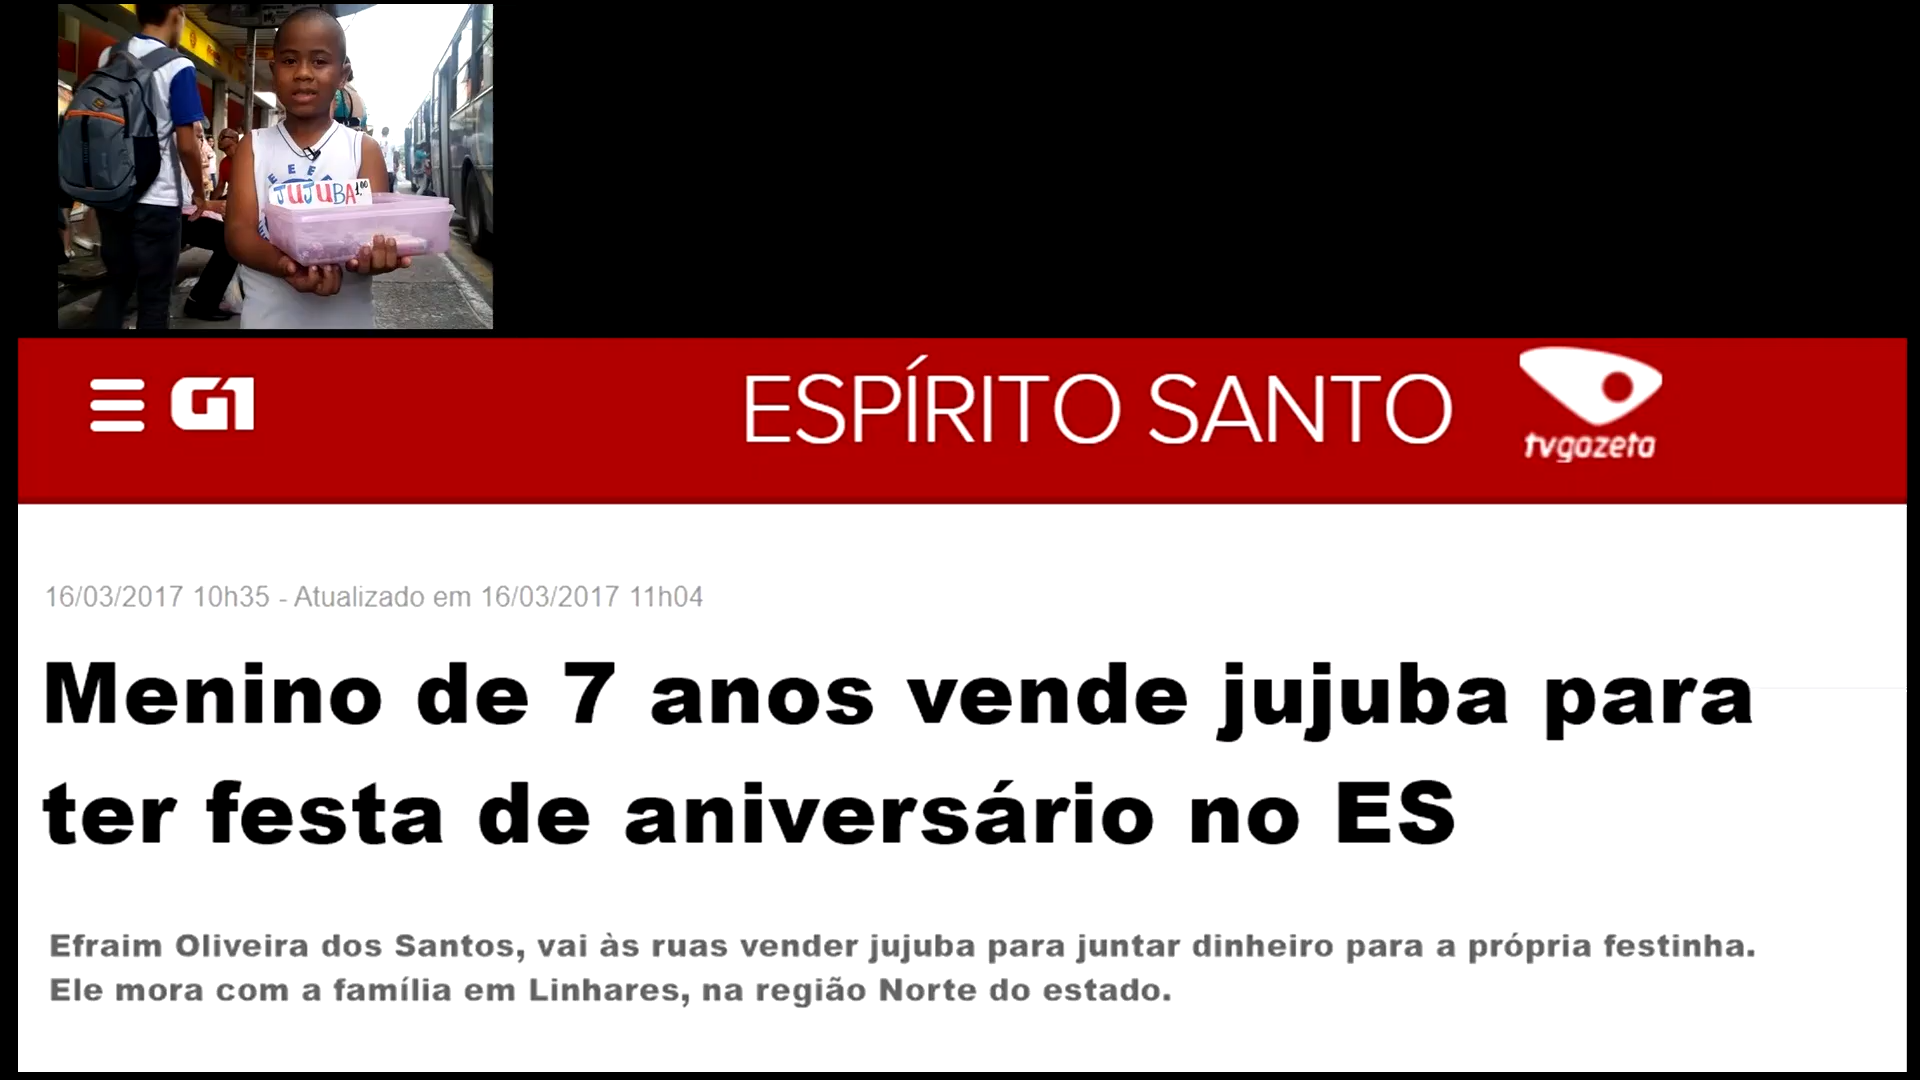 E E E
JUJUBA 1,00
G1
ESPÍRITO SANTO
tvgazeta
16/03/2017 10h35 - Atualizado em 16/03/2017 11h04
Menino de 7 anos vende jujuba para
ter festa de aniversário no ES
Efraim Oliveira dos Santos, vai às ruas vender jujuba para juntar dinheiro para a própria festinha.
Ele mora com a família em Linhares, na região Norte do estado.